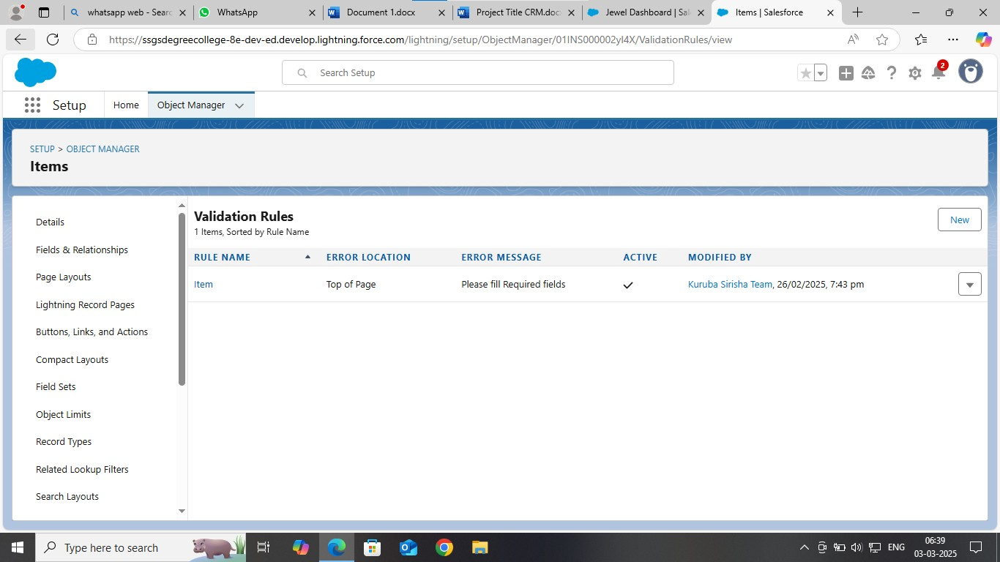 whatsapp web - Searc
WhatsApp
Document 1.docx
Project Title CRM.doc
Jewel Dashboard | Sal
Items | Salesforce
https://ssgsdegreecollege-8e-dev-ed.develop.lightning.force.com/lightning/setup/ObjectManager/01INS000002yl4X/ValidationRules/view
Search Setup
2
Setup
Home
Object Manager
SETUP > OBJECT MANAGER
Items
Details
Fields & Relationships
Page Layouts
Lightning Record Pages
Buttons, Links, and Actions
Compact Layouts
Field Sets
Object Limits
Record Types
Related Lookup Filters
Search Layouts
Validation Rules
1 Items, Sorted by Rule Name
New
RULE NAME ERROR LOCATION ERROR MESSAGE ACTIVE MODIFIED BY
Item Top of Page Please fill Required fields Kuruba Sirisha Team, 26/02/2025, 7:43 pm
Type here to search
ENG
06:39
03-03-2025